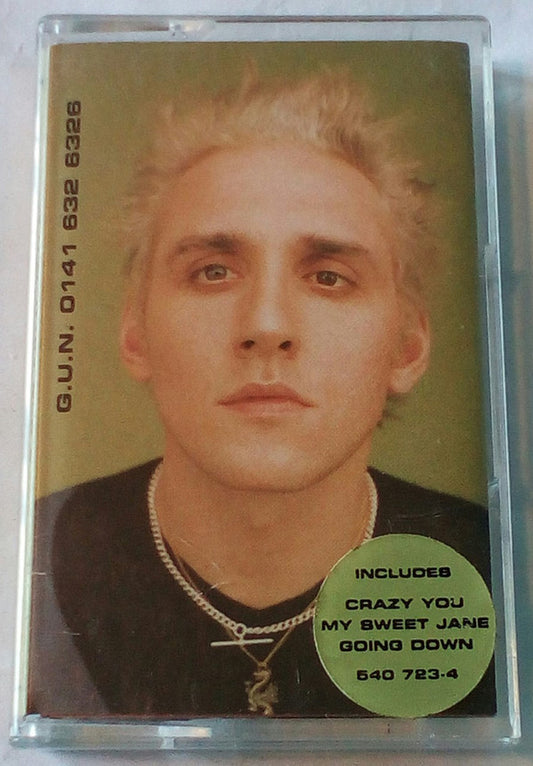 G.U.N. 0141 632 6326
INCLUDES
CRAZY YOU
MY SWEET JANE
GOING DOWN
540 723-4